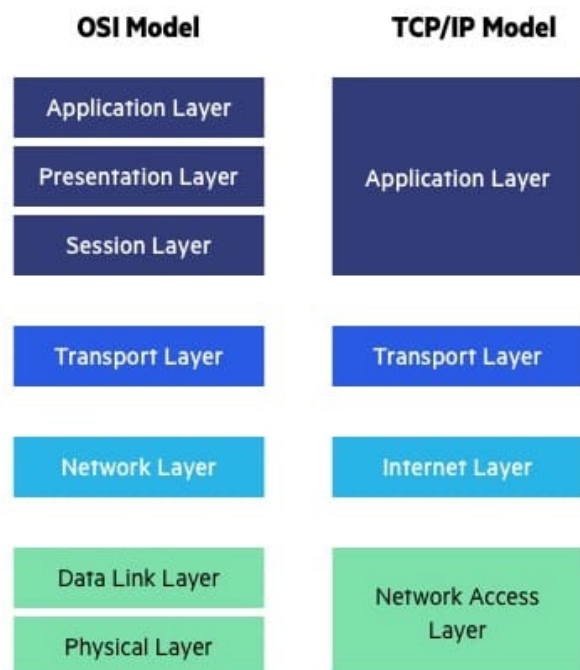 OSI Model
TCP/IP Model
Application Layer
Presentation Layer
Session Layer
Transport Layer
Network Layer
Data Link Layer
Physical Layer
Application Layer
Transport Layer
Internet Layer
Network Access
Layer